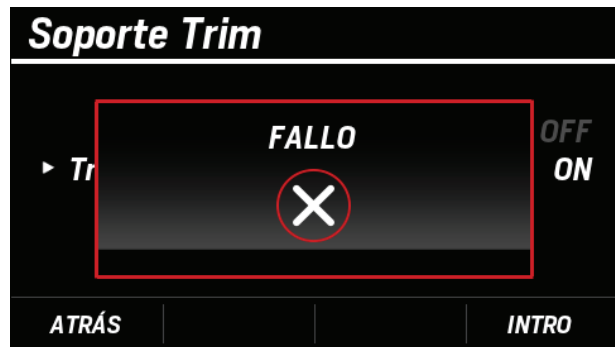 Soporte Trim
FALLO
OFF
▸ Tr
ON
ATRÁS
INTRO